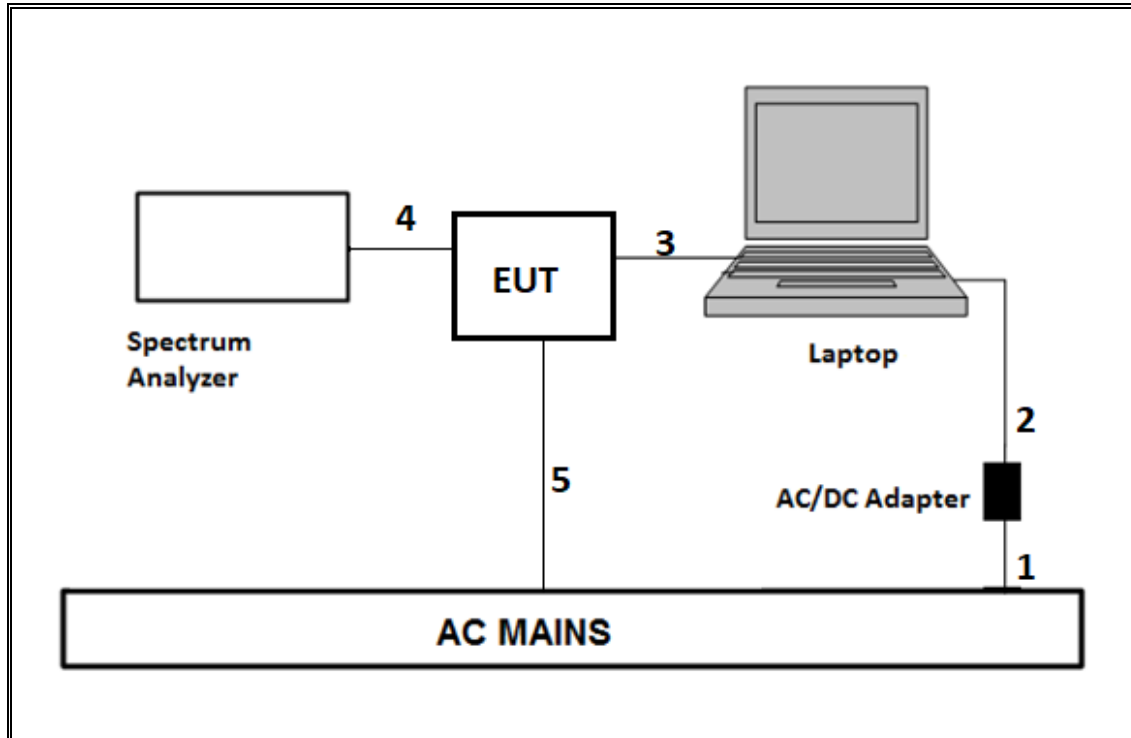 4
EUT
3
Spectrum
Analyzer
Laptop
2
5
AC/DC Adapter
1
AC MAINS